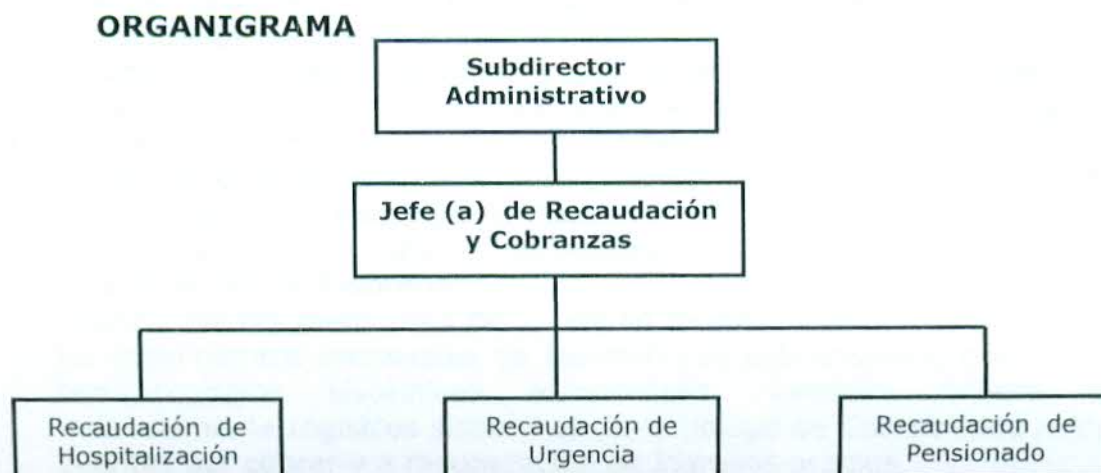 ORGANIGRAMA
Subdirector
Administrativo
Jefe (a) de Recaudación
y Cobranzas
Recaudación de
Hospitalización
Recaudación de
Urgencia
Recaudación de
Pensionado